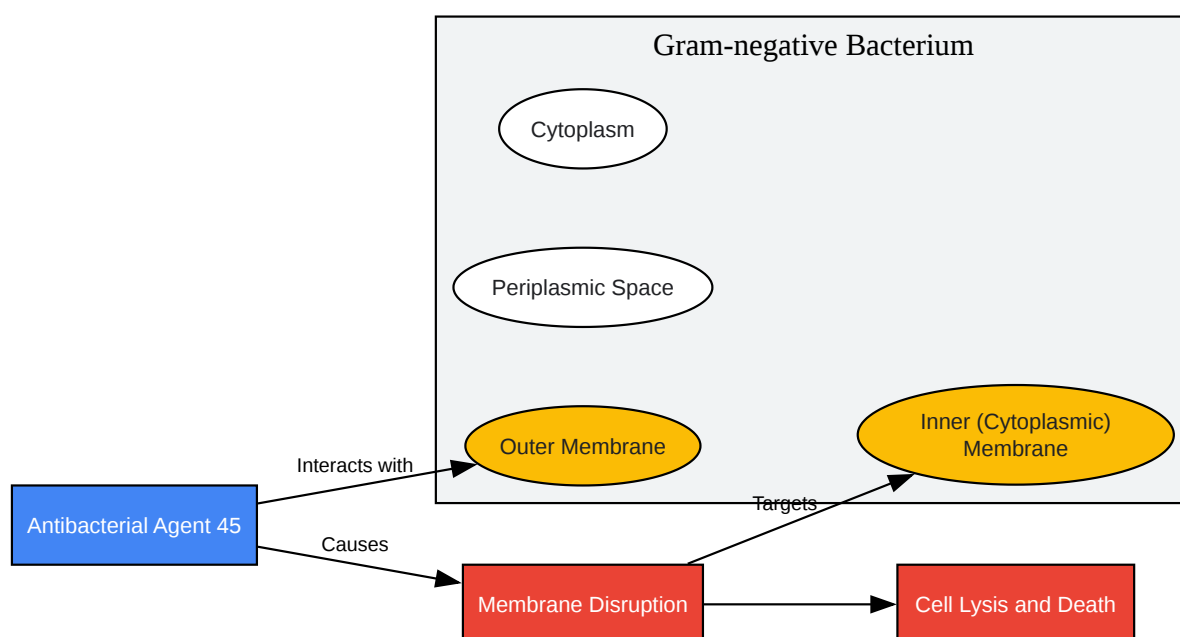 Gram-negative Bacterium
Cytoplasm
Periplasmic Space
Outer Membrane
Inner (Cytoplasmic)
Membrane
Interacts with
Targets
Antibacterial Agent 45
Causes
Membrane Disruption
Cell Lysis and Death